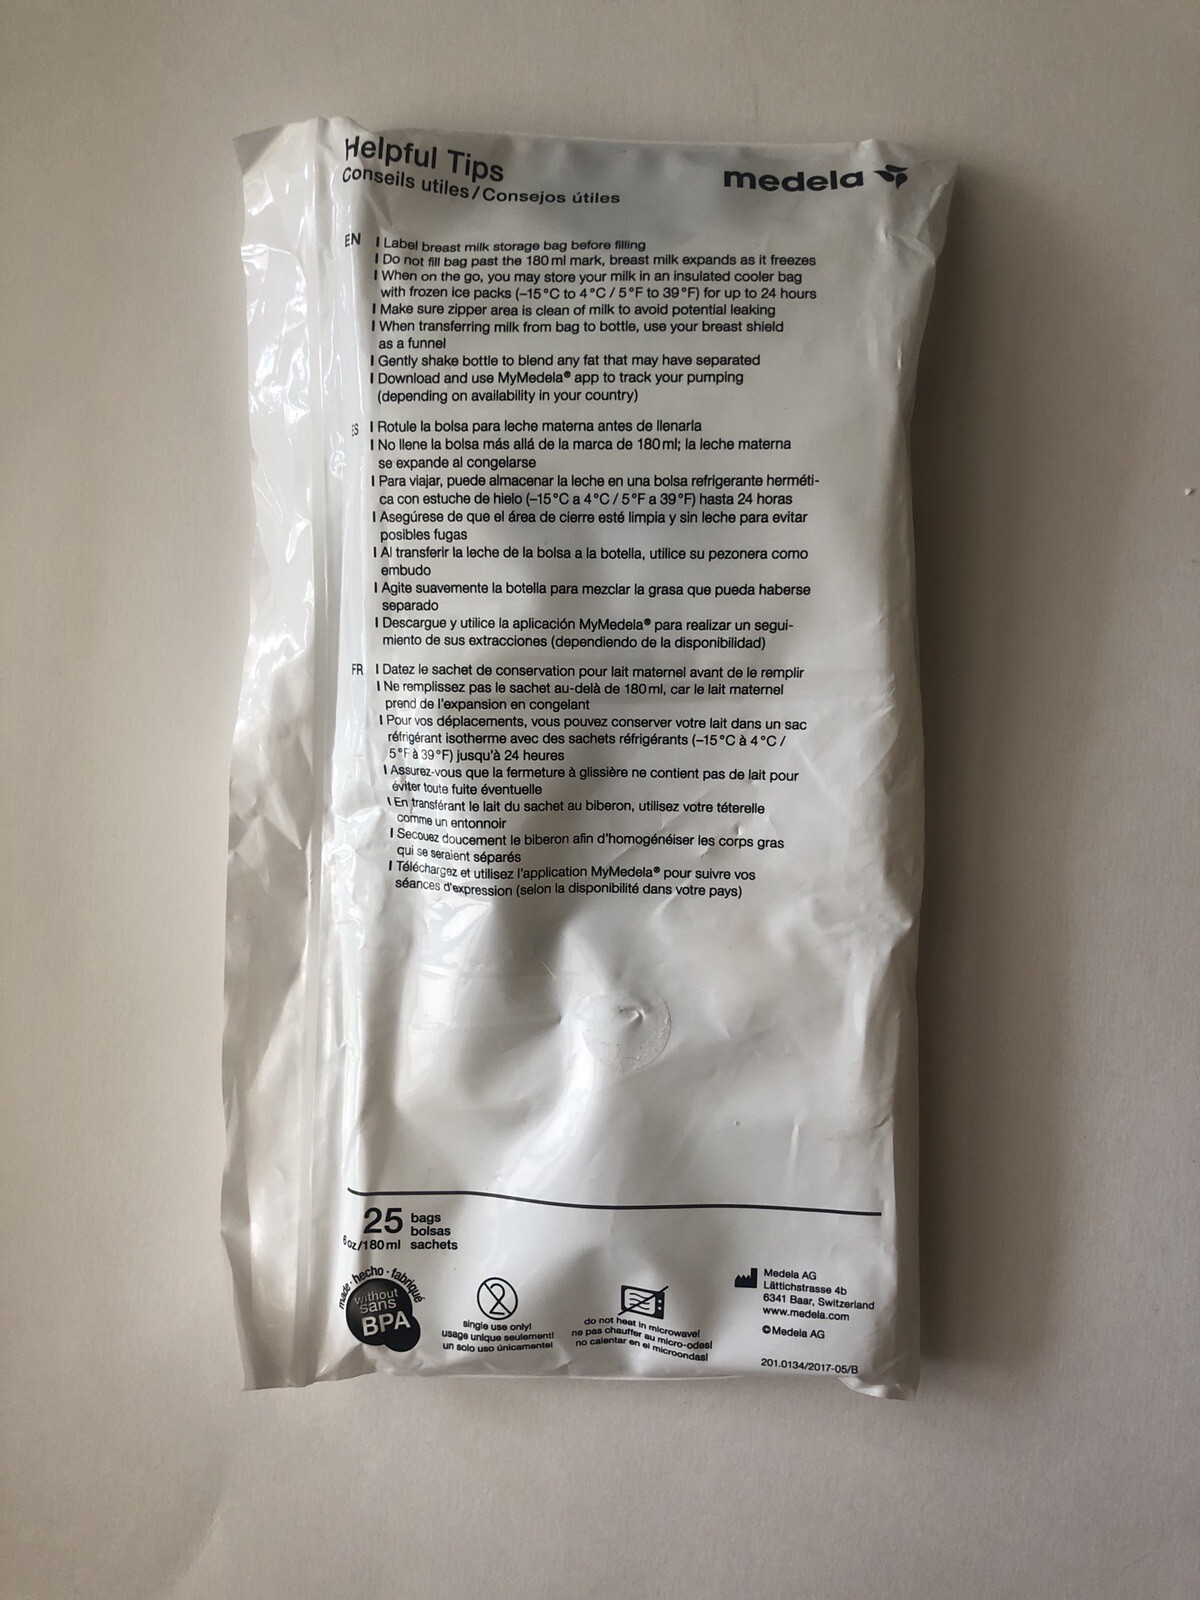 Helpful Tips
Conseils utiles/Consejos útiles
medela
EN
I Label breast milk storage bag before filling
I Do not fill bag past the 180 ml mark, breast milk expands as it freezes
I When on the go, you may store your milk in an insulated cooler bag
with frozen ice packs (–15°C to 4°C / 5°F to 39°F) for up to 24 hours
I Make sure zipper area is clean of milk to avoid potential leaking
I When transferring milk from bag to bottle, use your breast shield
as a funnel
I Gently shake bottle to blend any fat that may have separated
I Download and use MyMedela® app to track your pumping
(depending on availability in your country)
ES
I Rotule la bolsa para leche materna antes de llenarla
I No llene la bolsa más allá de la marca de 180 ml; la leche materna
se expande al congelarse
I Para viajar, puede almacenar la leche en una bolsa refrigerante herméti-
ca con estuche de hielo (–15°C a 4°C / 5°F a 39°F) hasta 24 horas
I Asegúrese de que el área de cierre esté limpia y sin leche para evitar
posibles fugas
I Al transferir la leche de la bolsa a la botella, utilice su pezonera como
embudo
I Agite suavemente la botella para mezclar la grasa que pueda haberse
separado
I Descargue y utilice la aplicación MyMedela® para realizar un segui-
miento de sus extracciones (dependiendo de la disponibilidad)
FR
I Datez le sachet de conservation pour lait maternel avant de le remplir
I Ne remplissez pas le sachet au-delà de 180 ml, car le lait maternel
prend de l'expansion en congelant
I Pour vos déplacements, vous pouvez conserver votre lait dans un sac
réfrigérant isotherme avec des sachets réfrigérants (–15°C à 4°C /
5°F à 39°F) jusqu'à 24 heures
I Assurez-vous que la fermeture à glissière ne contient pas de lait pour
éviter toute fuite éventuelle
I En transférant le lait du sachet au biberon, utilisez votre téterelle
comme un entonnoir
I Secouez doucement le biberon afin d'homogénéiser les corps gras
qui se seraient séparés
I Téléchargez et utilisez l'application MyMedela® pour suivre vos
séances d'expression (selon la disponibilité dans votre pays)
25 bags
bolsas
6 oz/180 ml sachets
made · hecho · fabriqué
without
sans
BPA
2
single use only!
usage unique seulement!
un solo uso únicamente!
do not heat in microwave!
ne pas chauffer au micro-odes!
no calentar en el microondas!
Medela AG
Lättichstrasse 4b
6341 Baar, Switzerland
www.medela.com
© Medela AG
201.0134/2017-05/B